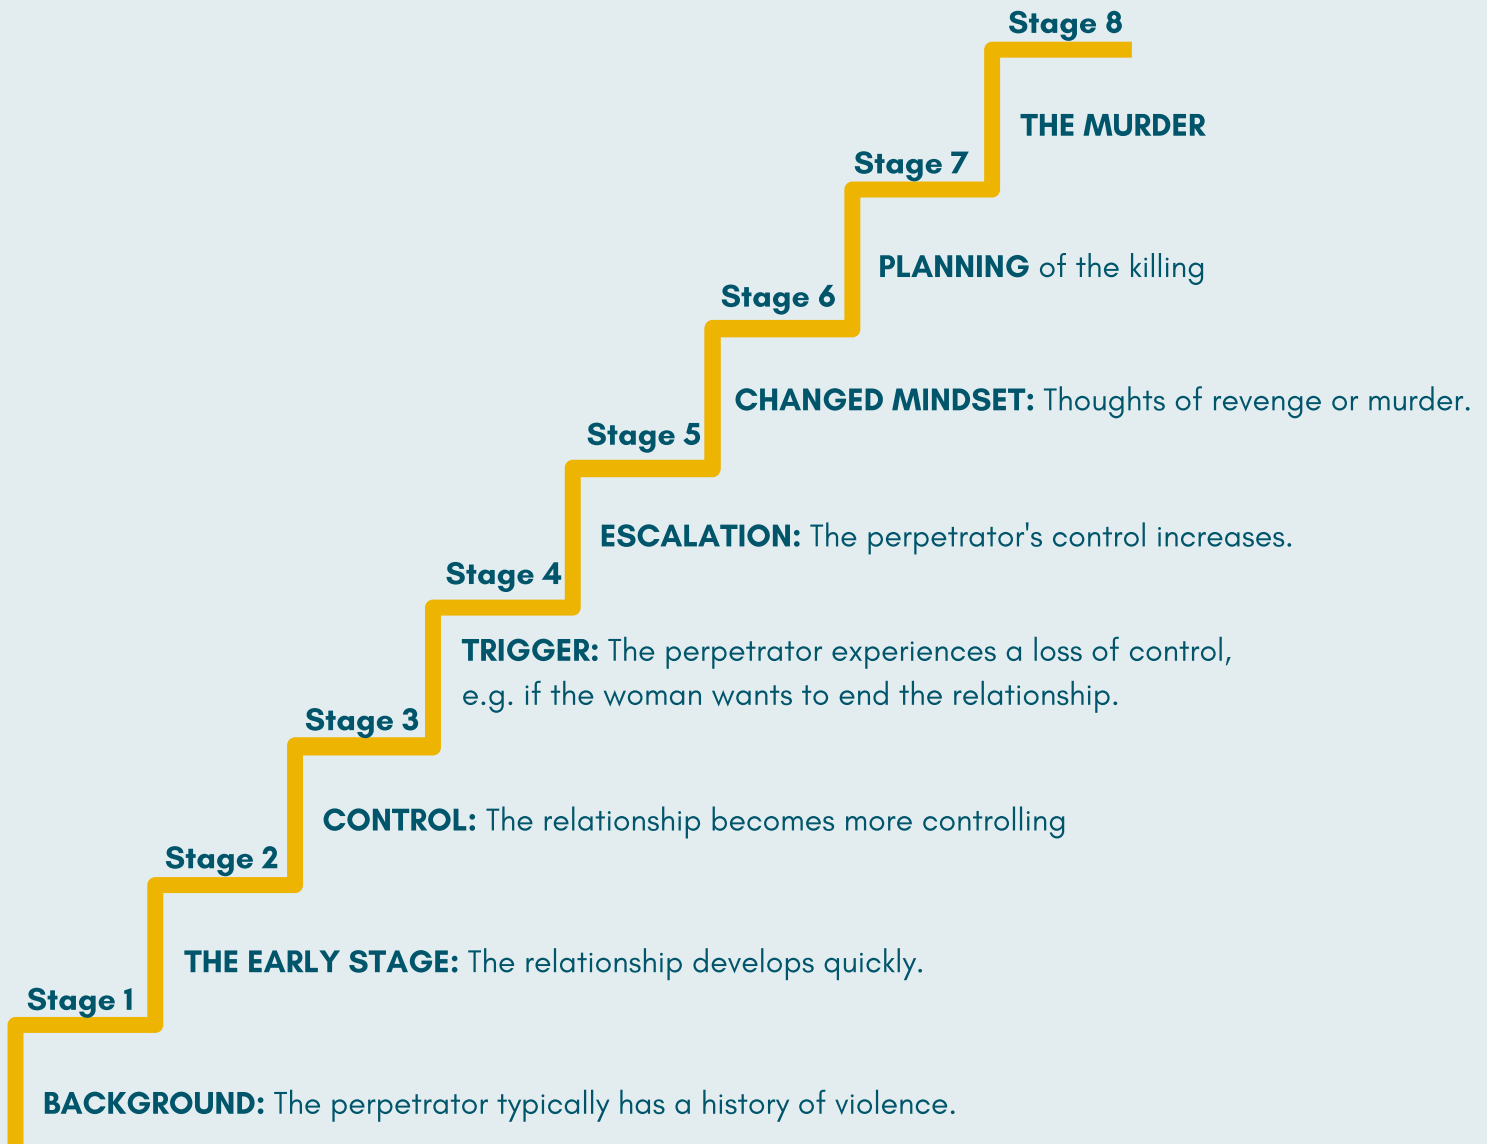 Stage 8
THE MURDER
Stage 7
PLANNING of the killing
Stage 6
CHANGED MINDSET: Thoughts of revenge or murder.
Stage 5
ESCALATION: The perpetrator's control increases.
Stage 4
TRIGGER: The perpetrator experiences a loss of control,
e.g. if the woman wants to end the relationship.
Stage 3
CONTROL: The relationship becomes more controlling
Stage 2
THE EARLY STAGE: The relationship develops quickly.
Stage 1
BACKGROUND: The perpetrator typically has a history of violence.